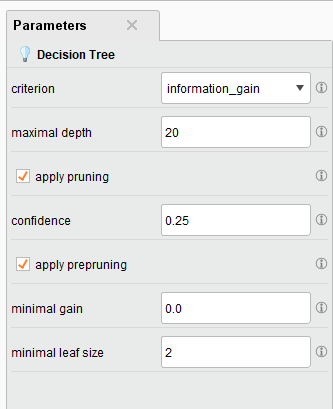 Parameters
Decision Tree
criterion information_gain
maximal depth 20
apply pruning
confidence 0.25
apply prepruning
minimal gain 0.0
minimal leaf size 2